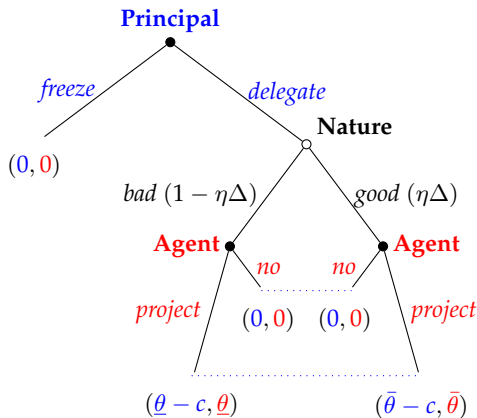 Principal
freeze
delegate
Nature
(0, 0)
bad (1 − ηΔ)
good (ηΔ)
Agent
Agent
no
no
project
(0, 0)
(0, 0)
project
(θ̲ − c, θ̲)
(θ̄ − c, θ̄)